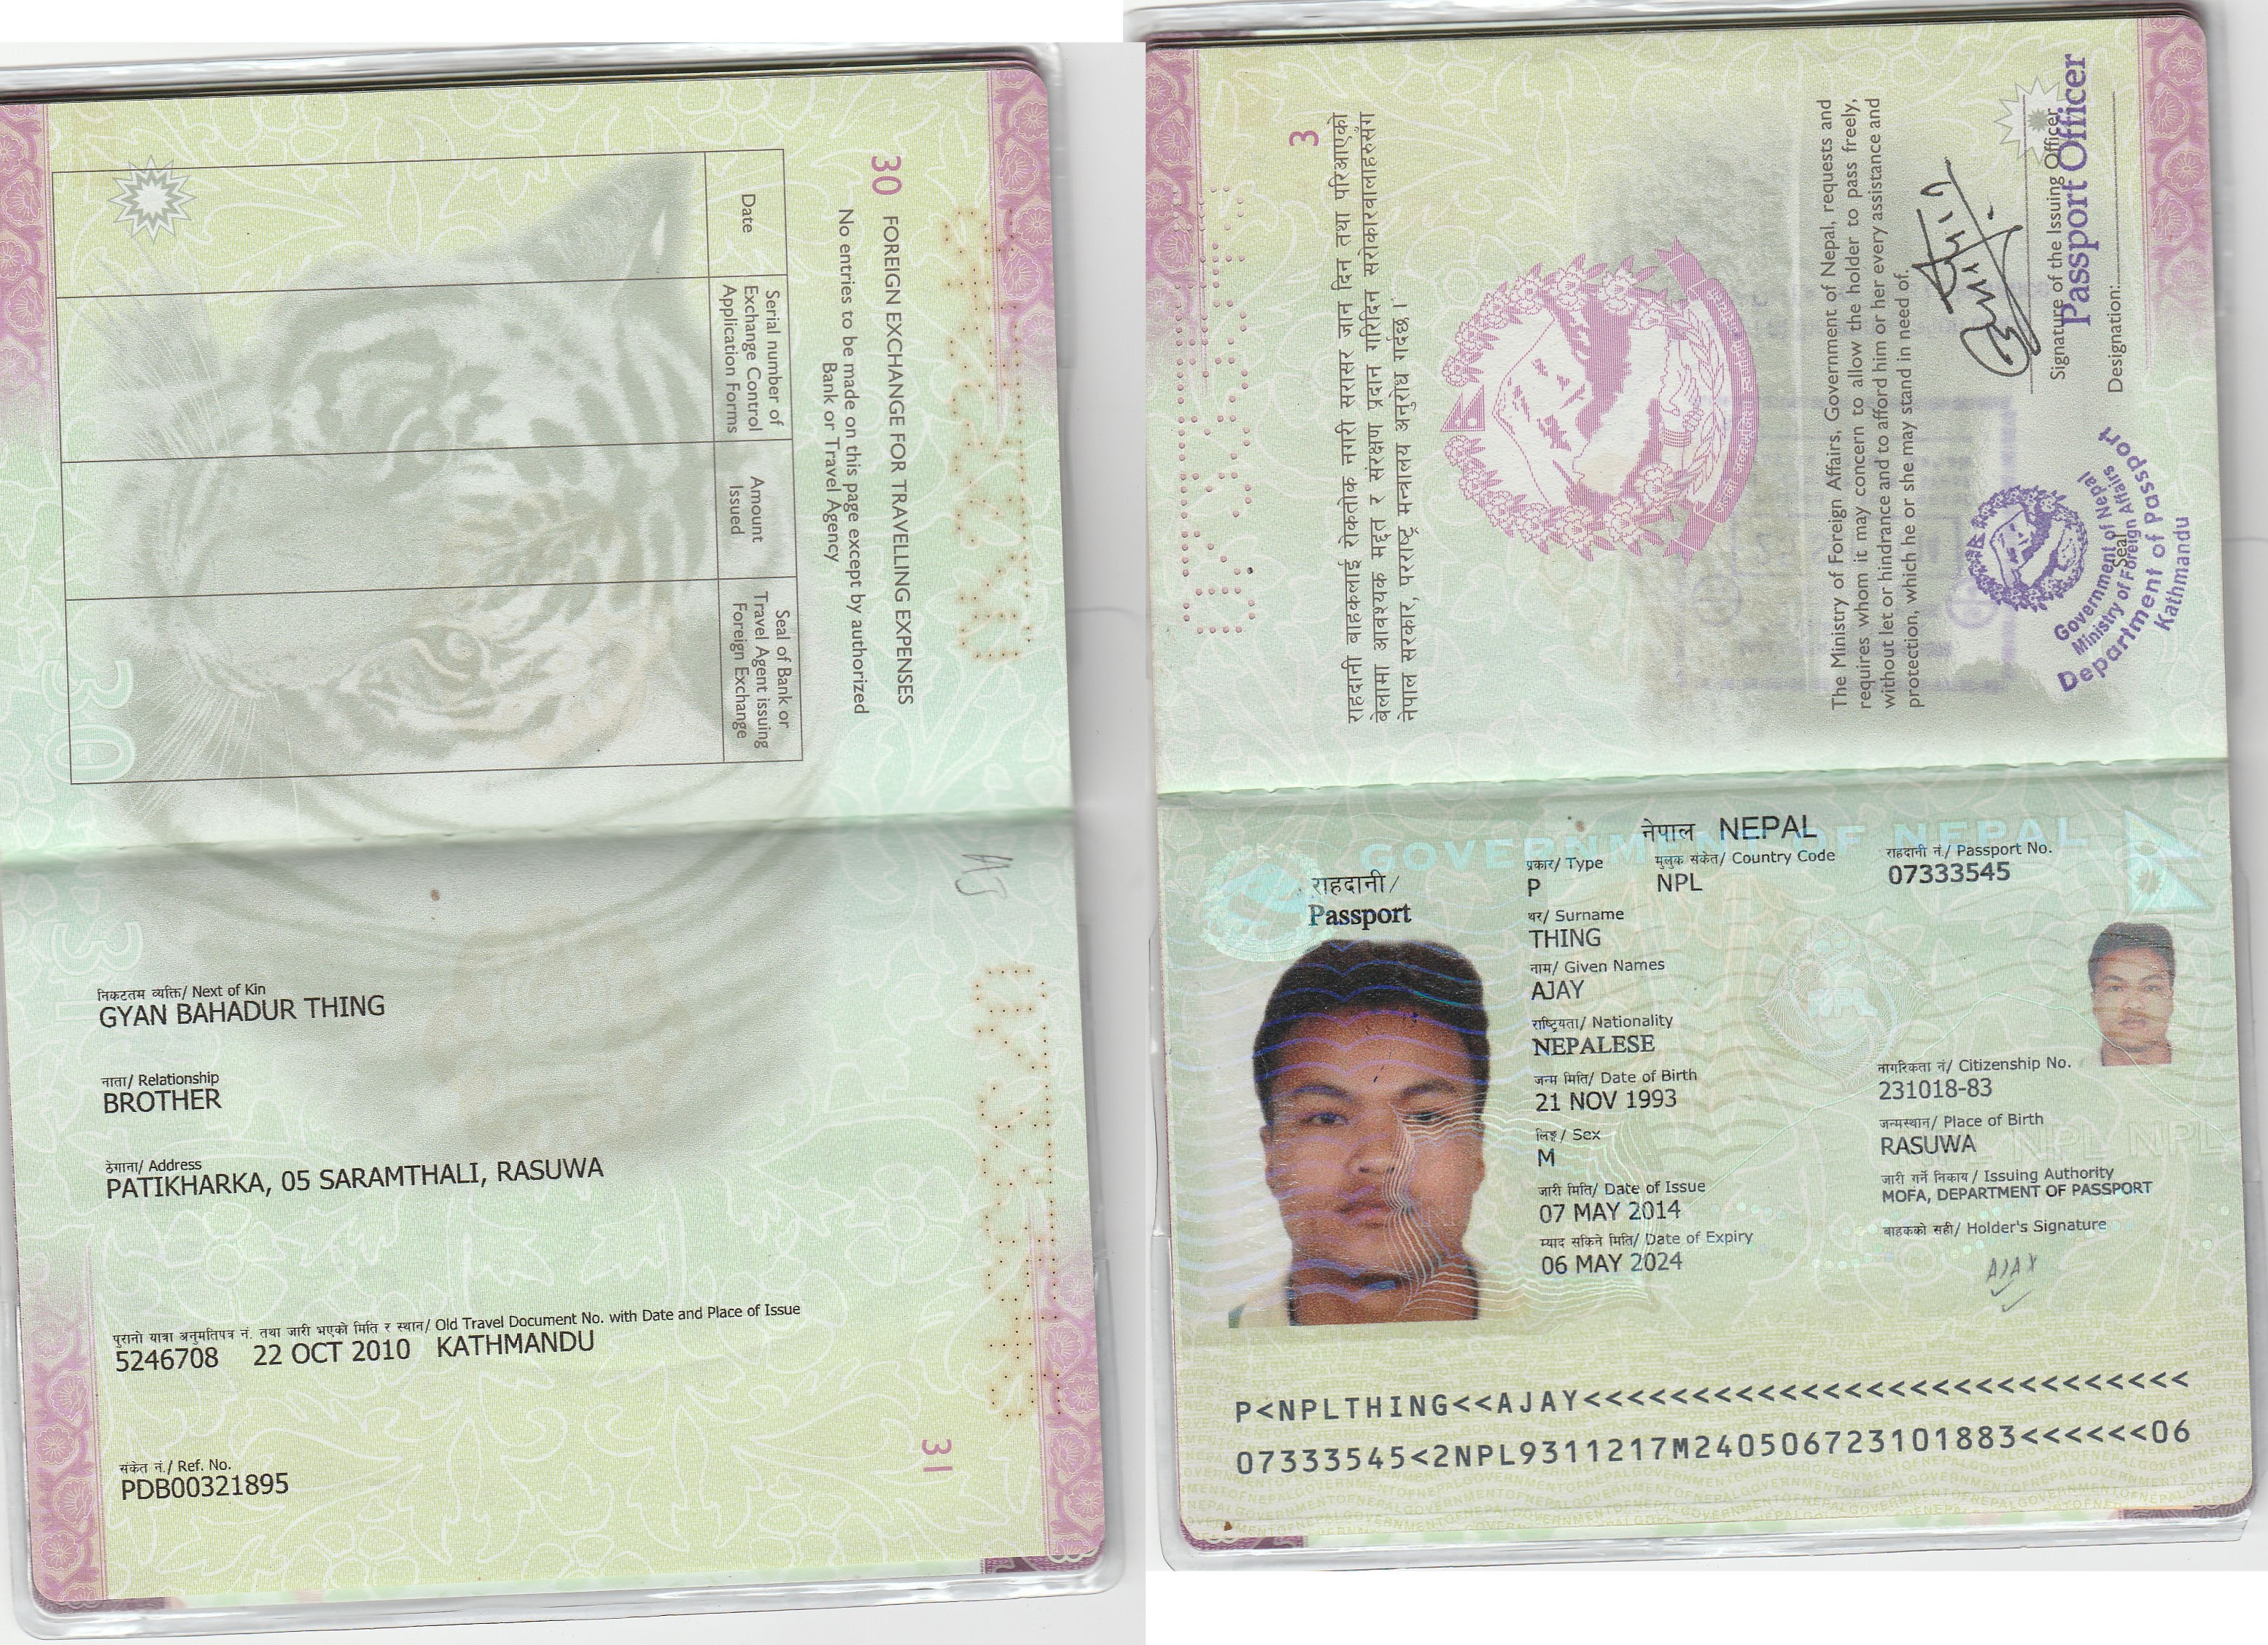 30 FOREIGN EXCHANGE FOR TRAVELLING EXPENSES
No entries to be made on this page except by authorized
Bank or Travel Agency
Date
Serial number of
Exchange Control
Application Forms
Amount
Issued
Seal of Bank or
Travel Agent issuing
Foreign Exchange
30
31
निकटतम व्यक्ति/ Next of Kin
GYAN BAHADUR THING
नाता/ Relationship
BROTHER
ठेगाना/ Address
PATIKHARKA, 05 SARAMTHALI, RASUWA
पुरानो यात्रा अनुमतिपत्र नं. तथा जारी भएको मिति र स्थान/ Old Travel Document No. with Date and Place of Issue
5246708 22 OCT 2010 KATHMANDU
संकेत नं./ Ref. No.
PDB00321895
31
3
राहदानी बाहकलाई रोकतोक नगरी सरासर जान दिन तथा परिआएको
बेलामा आवश्यक मद्दत र संरक्षण प्रदान गरिदिन सरोकारवालाहरुसँग
नेपाल सरकार, परराष्ट्र मन्त्रालय अनुरोध गर्दछ ।
The Ministry of Foreign Affairs, Government of Nepal, requests and
requires whom it may concern to allow the holder to pass freely,
without let or hindrance and to afford him or her every assistance and
protection, which he or she may stand in need of.
Signature of the Issuing Officer
Passport Officer
Designation:
Seal
Government of Nepal
Ministry of Foreign Affairs
Department of Passport
Kathmandu
GOVERNMENT OF NEPAL
नेपाल NEPAL
राहदानी/
Passport
प्रकार/ Type
P
मुलुक संकेत/ Country Code
NPL
राहदानी नं./ Passport No.
07333545
थर/ Surname
THING
नाम/ Given Names
AJAY
राष्ट्रियता/ Nationality
NEPALESE
जन्म मिति/ Date of Birth
21 NOV 1993
नागरिकता नं/ Citizenship No.
231018-83
लिङ्ग/ Sex
M
जन्मस्थान/ Place of Birth
RASUWA
जारी मिति/ Date of Issue
07 MAY 2014
जारी गर्ने निकाय/ Issuing Authority
MOFA, DEPARTMENT OF PASSPORT
म्याद सकिने मिति/ Date of Expiry
06 MAY 2024
बाहकको सही/ Holder's Signature
AJAY
P<NPLTHING<<AJAY<<<<<<<<<<<<<<<<<<<<<<<<<<<<
07333545<2NPL9311217M240506723101883<<<<<<06